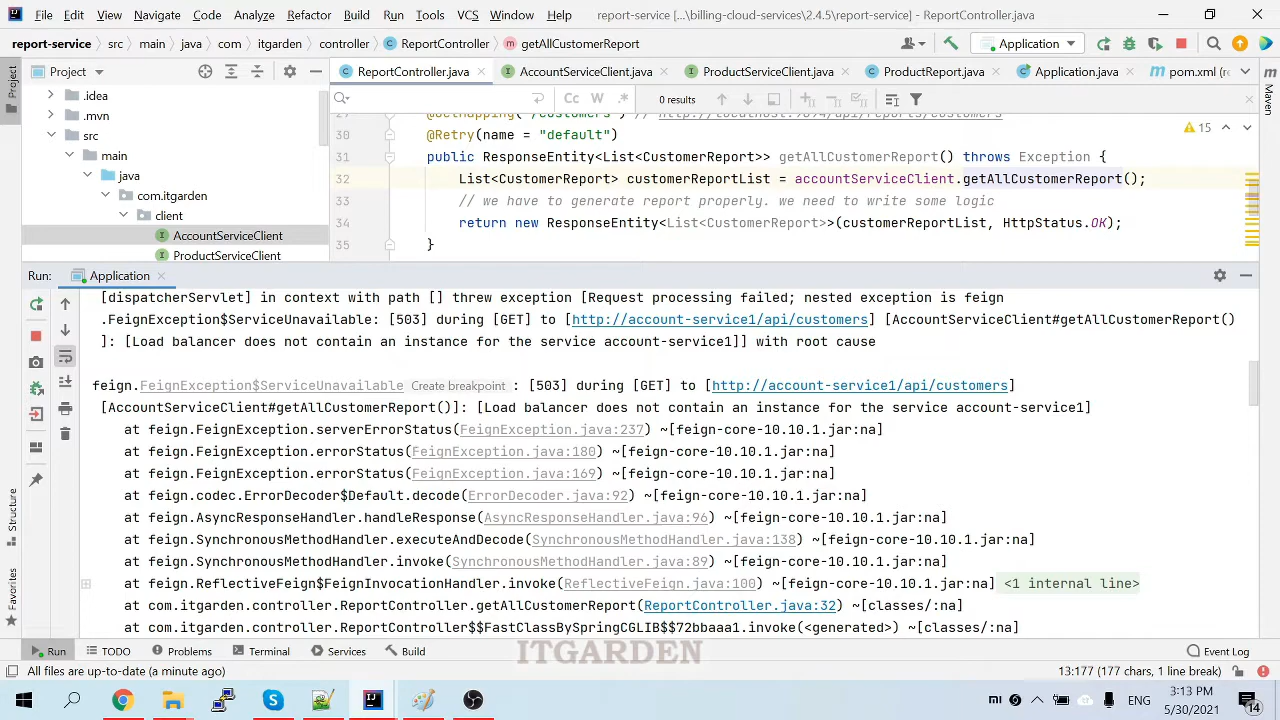 File Edit View Navigate Code Analyze Refactor Build Run Tools VCS Window Help report-service [...\billing-cloud-services\2.4.5\report-service] - ReportController.java
report-service src main java com itgarden controller ReportController getAllCustomerReport Application
Project ReportController.java AccountServiceClient.java ProductServiceClient.java ProductReport.java Application.java pom.xml (re
.idea
Cc W .* 0 results
.mvn
src
main
java
com.itgarden
client
AccountServiceClient
ProductServiceClient
@GetMapping("/customers") // http://localhost:7074/api/reports/customers
30 @Retry(name = "default") 15
31 public ResponseEntity<List<CustomerReport>> getAllCustomerReport() throws Exception {
32 List<CustomerReport> customerReportList = accountServiceClient.getAllCustomerReport();
33 // we have to generate report properly. we need to write some logic
34 return new ResponseEntity<List<CustomerReport>>(customerReportList, HttpStatus.OK);
35 }
Run: Application
[dispatcherServlet] in context with path [] threw exception [Request processing failed; nested exception is feign
.FeignException$ServiceUnavailable: [503] during [GET] to [http://account-service1/api/customers] [AccountServiceClient#getAllCustomerReport()
]: [Load balancer does not contain an instance for the service account-service1]] with root cause
feign.FeignException$ServiceUnavailable Create breakpoint : [503] during [GET] to [http://account-service1/api/customers]
[AccountServiceClient#getAllCustomerReport()]: [Load balancer does not contain an instance for the service account-service1]
at feign.FeignException.serverErrorStatus(FeignException.java:237) ~[feign-core-10.10.1.jar:na]
at feign.FeignException.errorStatus(FeignException.java:180) ~[feign-core-10.10.1.jar:na]
at feign.FeignException.errorStatus(FeignException.java:169) ~[feign-core-10.10.1.jar:na]
at feign.codec.ErrorDecoder$Default.decode(ErrorDecoder.java:92) ~[feign-core-10.10.1.jar:na]
at feign.AsyncResponseHandler.handleResponse(AsyncResponseHandler.java:96) ~[feign-core-10.10.1.jar:na]
at feign.SynchronousMethodHandler.executeAndDecode(SynchronousMethodHandler.java:138) ~[feign-core-10.10.1.jar:na]
at feign.SynchronousMethodHandler.invoke(SynchronousMethodHandler.java:89) ~[feign-core-10.10.1.jar:na]
at feign.ReflectiveFeign$FeignInvocationHandler.invoke(ReflectiveFeign.java:100) ~[feign-core-10.10.1.jar:na] <1 internal line>
at com.itgarden.controller.ReportController.getAllCustomerReport(ReportController.java:32) ~[classes/:na]
at com.itgarden.controller.ReportController$$FastClassBySpringCGLIB$$72bbaaa1.invoke(<generated>) ~[classes/:na]
Project
Structure
Favorites
Maven
Run TODO Problems Terminal Services Build Event Log
ITGARDEN
All files are up-to-date (a minute ago) 13:177 (177 chars, 1 line break)
ENG 3:13 PM
5/30/2021 14